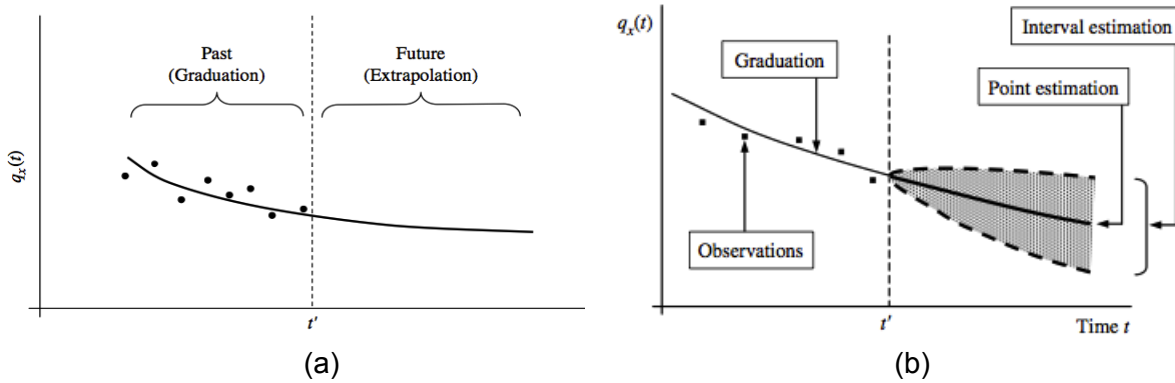 Past
(Graduation)
Future
(Extrapolation)
q_x(t)
t'
(a)
q_x(t)
Interval estimation
Graduation
Point estimation
Observations
t'
Time t
(b)